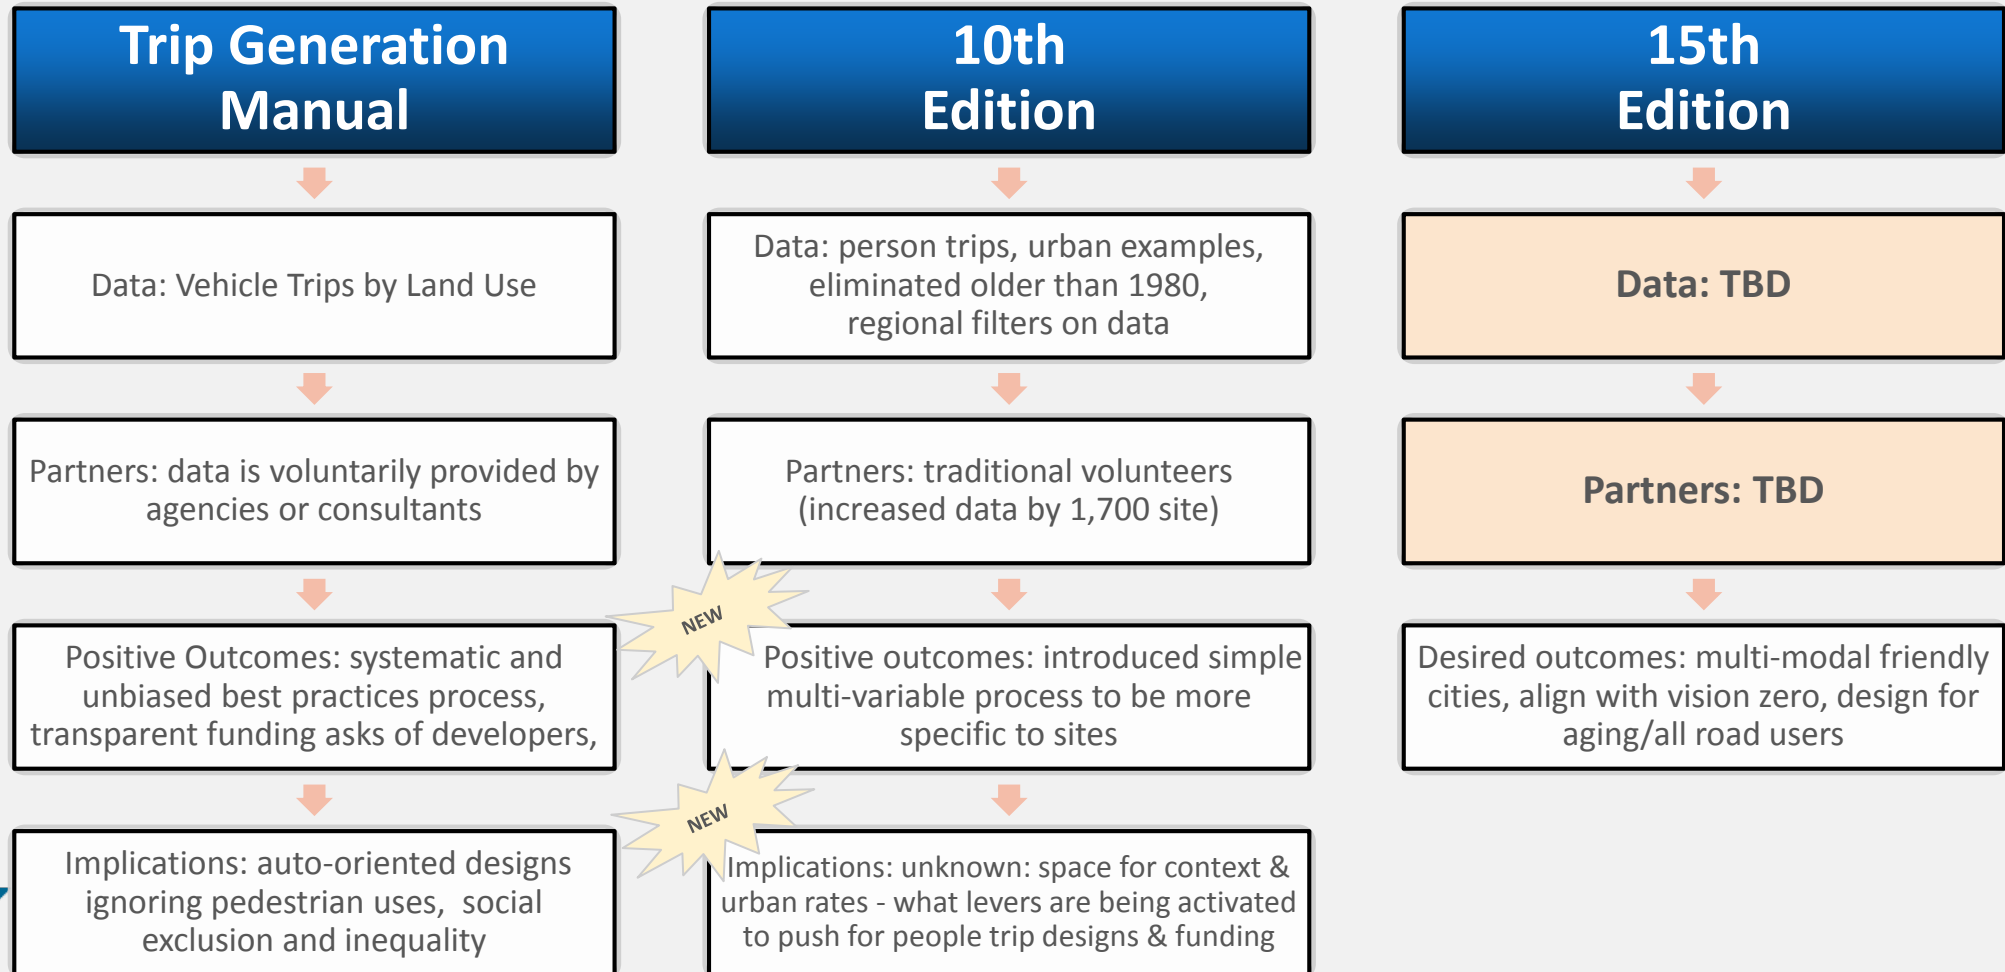 Trip Generation
Manual
Data: Vehicle Trips by Land Use
Partners: data is voluntarily provided by
agencies or consultants
Positive Outcomes: systematic and
unbiased best practices process,
transparent funding asks of developers,
Implications: auto-oriented designs
ignoring pedestrian uses, social
exclusion and inequality
10th
Edition
Data: person trips, urban examples,
eliminated older than 1980,
regional filters on data
Partners: traditional volunteers
(increased data by 1,700 site)
NEW
Positive outcomes: introduced simple
multi-variable process to be more
specific to sites
NEW
Implications: unknown: space for context &
urban rates - what levers are being activated
to push for people trip designs & funding
15th
Edition
Data: TBD
Partners: TBD
Desired outcomes: multi-modal friendly
cities, align with vision zero, design for
aging/all road users